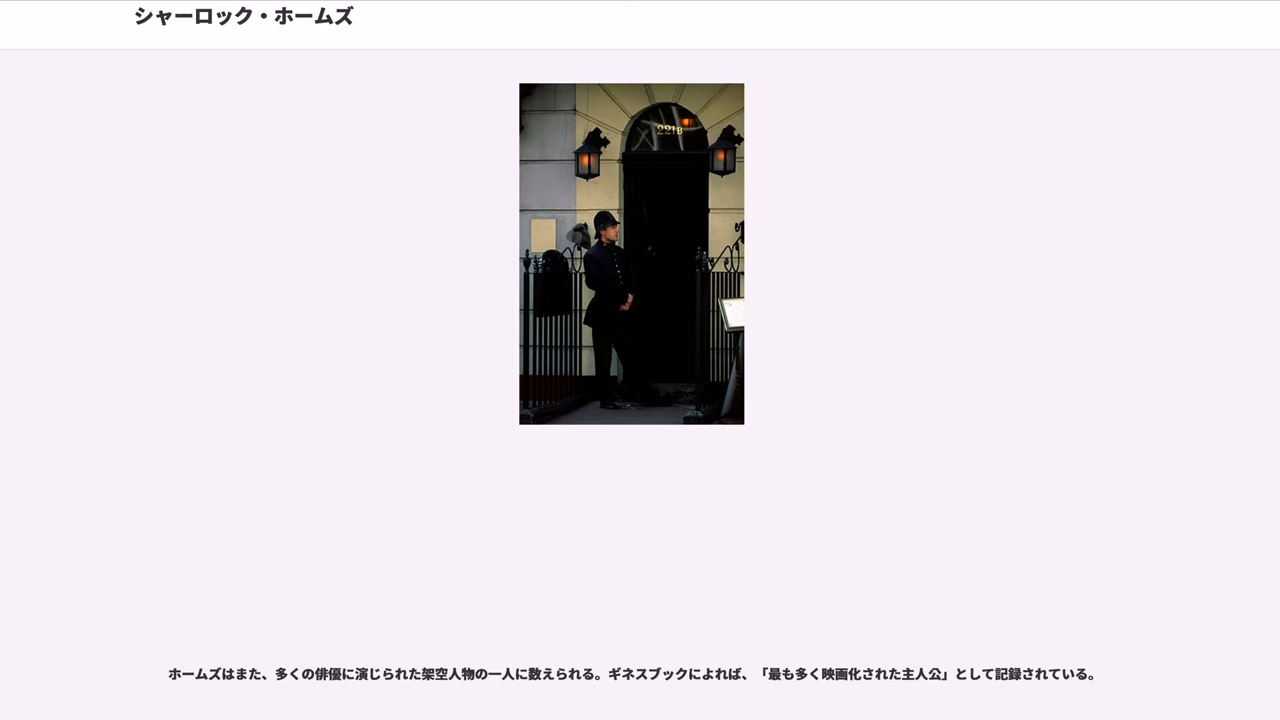 シャーロック・ホームズ
221B
ホームズはまた、多くの俳優に演じられた架空人物の一人に数えられる。ギネスブックによれば、「最も多く映画化された主人公」として記録されている。